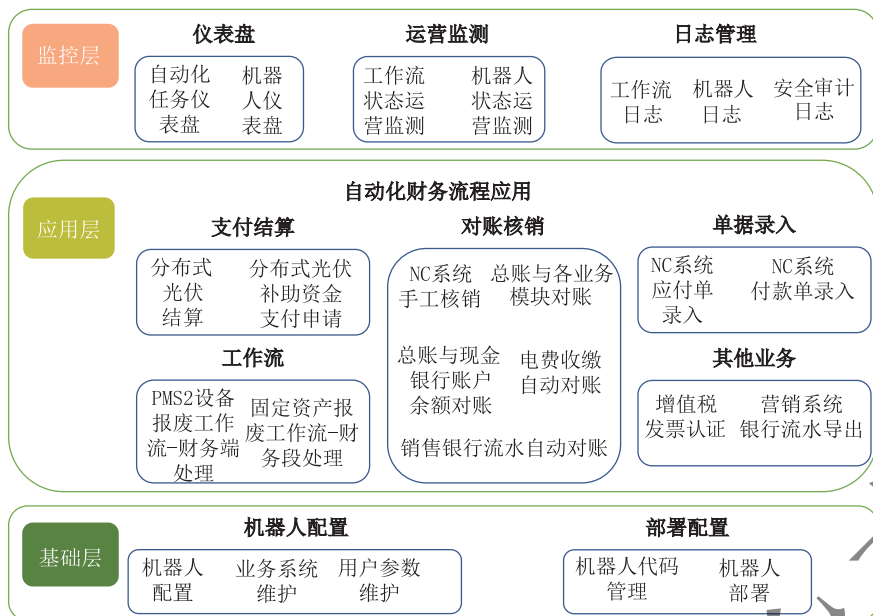 监控层
仪表盘
自动化
任务仪
表盘
机器
人仪
表盘
运营监测
工作流
状态运
营监测
机器人
状态运
营监测
日志管理
工作流
日志
机器人
日志
安全审计
日志
应用层
自动化财务流程应用
支付结算
分布式
光伏
结算
分布式光伏
补助资金
支付申请
对账核销
NC系统
手工核销
总账与各业务
模块对账
总账与现金
银行账户
余额对账
电费收缴
自动对账
销售银行流水自动对账
单据录入
NC系统
应付单
录入
NC系统
付款单录入
工作流
PMS2设备
报废工作
流-财务端
处理
固定资产报
废工作流-财
务段处理
其他业务
增值税
发票认证
营销系统
银行流水导出
基础层
机器人配置
机器人
配置
业务系统
维护
用户参数
维护
部署配置
机器人代码
管理
机器人
部署